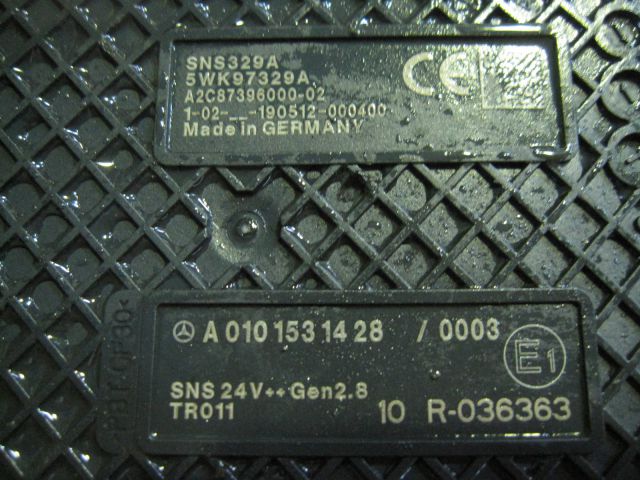 SNS329A
5WK97329A
A2C87396000-02
1-02-__-190512-000400
Made in GERMANY
CE
A 010 153 14 28 / 0003
E1
SNS 24V++ Gen2.8
TR011
10 R-036363